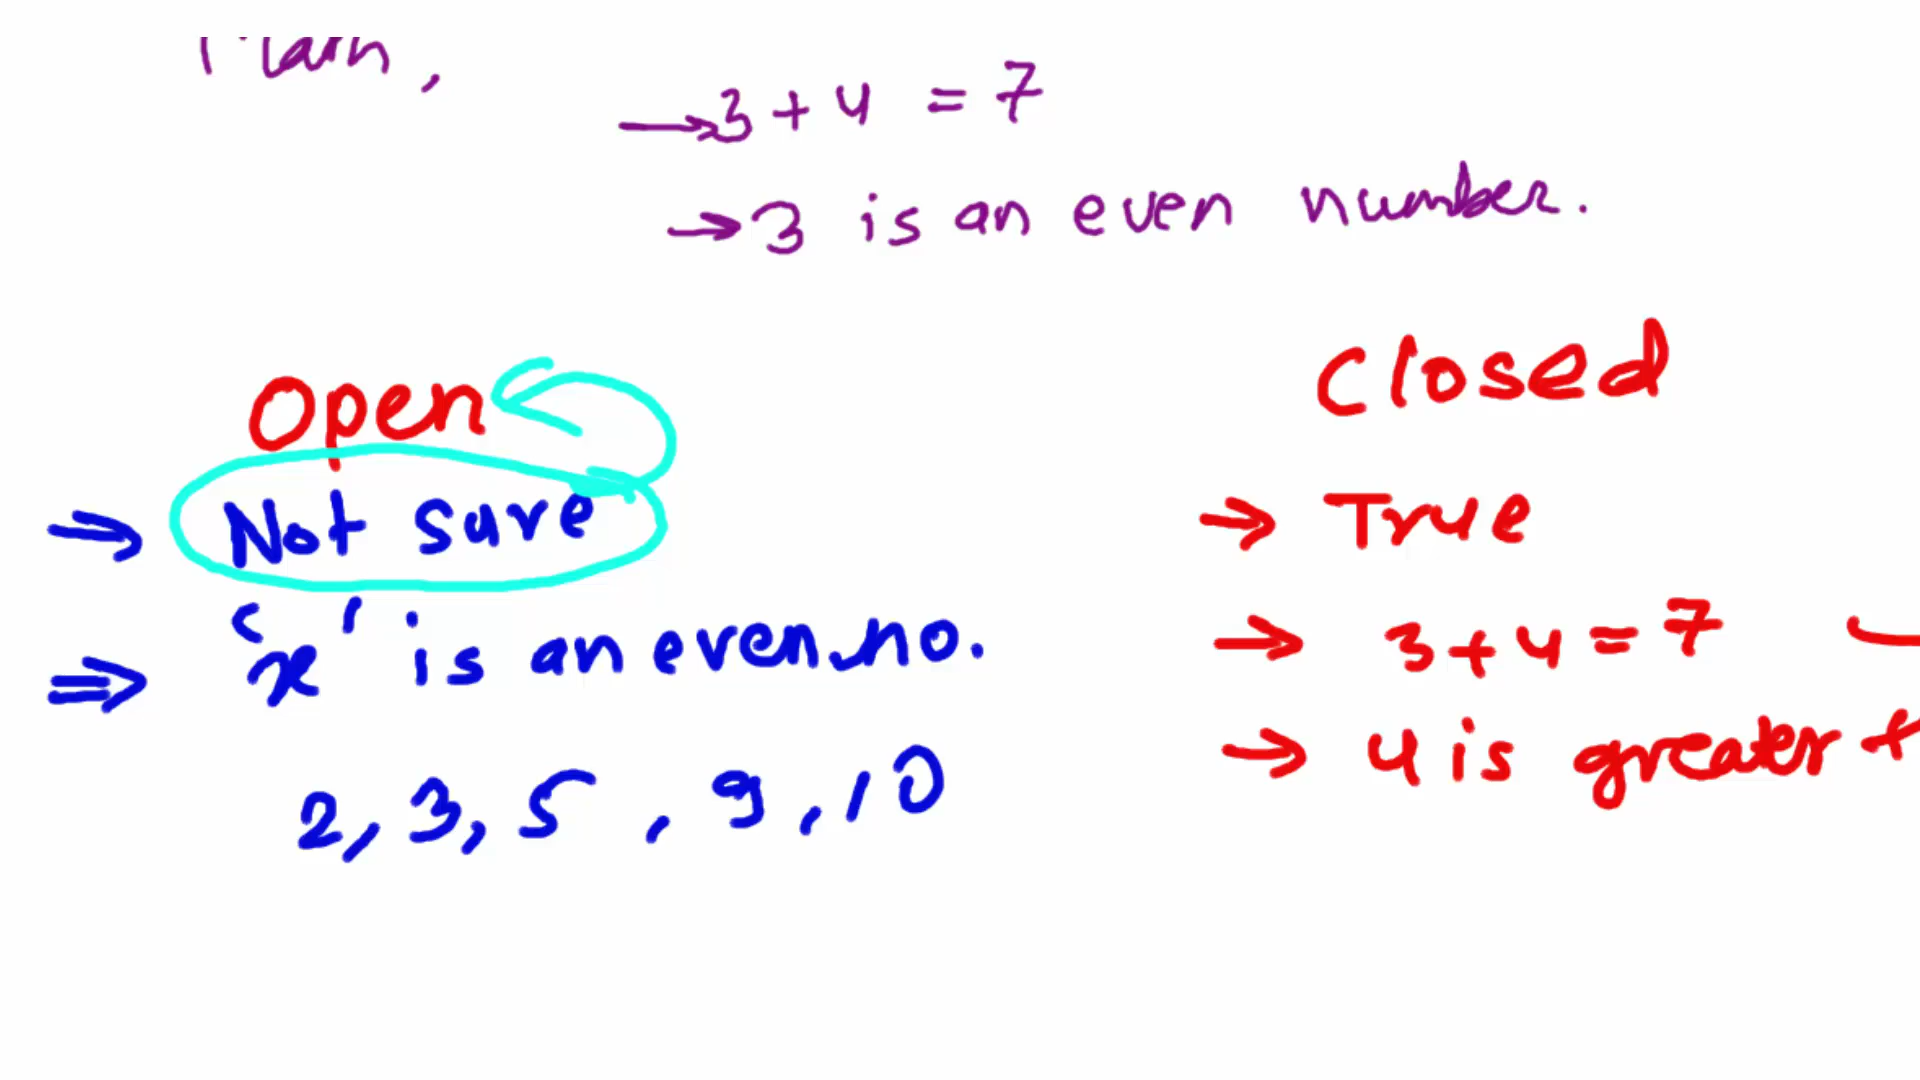 Math,
→3 + 4 = 7
→3 is an even number.
Open
⇒ Not sure
⇒ 'x' is an even no.
2, 3, 5, 9, 10
Closed
→ True
→ 3 + 4 = 7
→ 4 is greater